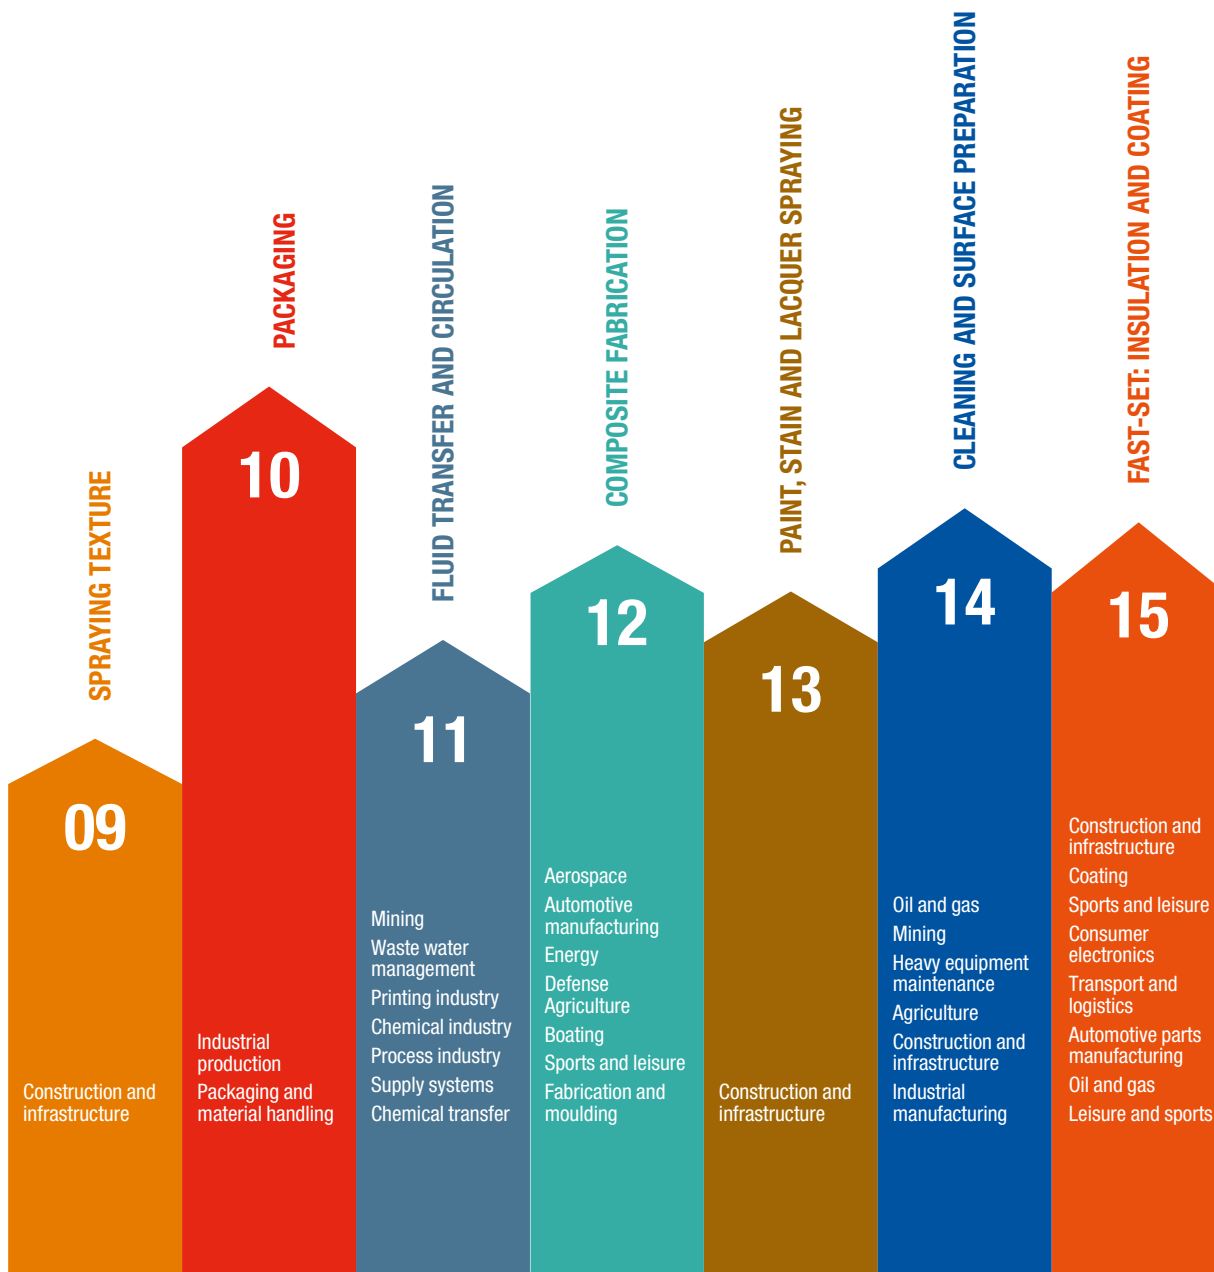 SPRAYING TEXTURE
09
Construction and
infrastructure
PACKAGING
10
Industrial
production
Packaging and
material handling
FLUID TRANSFER AND CIRCULATION
11
Mining
Waste water
management
Printing industry
Chemical industry
Process industry
Supply systems
Chemical transfer
COMPOSITE FABRICATION
12
Aerospace
Automotive
manufacturing
Energy
Defense
Agriculture
Boating
Sports and leisure
Fabrication and
moulding
PAINT, STAIN AND LACQUER SPRAYING
13
Construction and
infrastructure
CLEANING AND SURFACE PREPARATION
14
Oil and gas
Mining
Heavy equipment
maintenance
Agriculture
Construction and
infrastructure
Industrial
manufacturing
FAST-SET: INSULATION AND COATING
15
Construction and
infrastructure
Coating
Sports and leisure
Consumer
electronics
Transport and
logistics
Automotive parts
manufacturing
Oil and gas
Leisure and sports